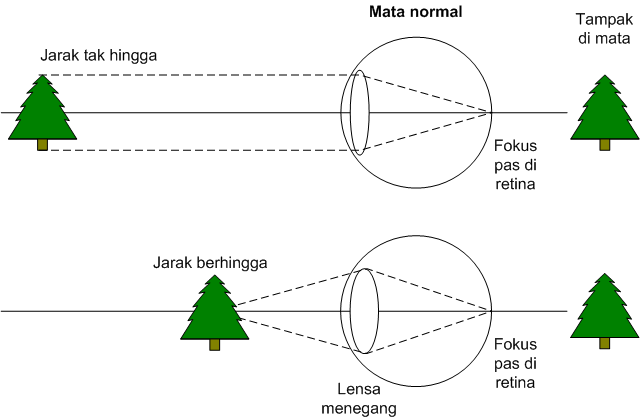 Mata normal
Tampak
di mata
Jarak tak hingga
Fokus
pas di
retina
Jarak berhingga
Fokus
pas di
retina
Lensa
menegang